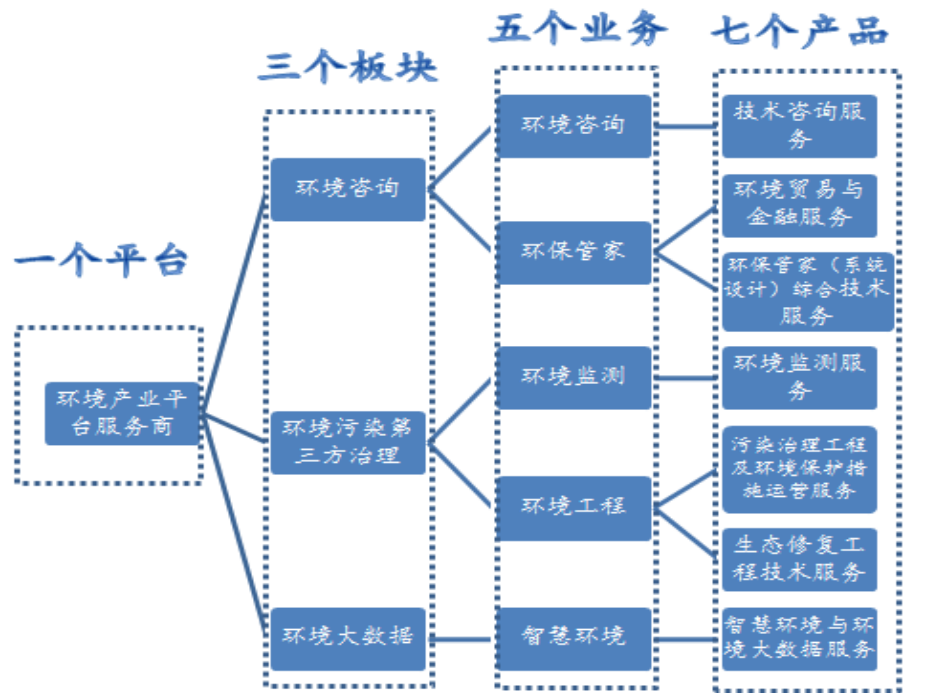 一个平台
环境产业平
台服务商
三个板块
环境咨询
环境污染第
三方治理
环境大数据
五个业务
环境咨询
环保管家
环境监测
环境工程
智慧环境
七个产品
技术咨询服
务
环境贸易与
金融服务
环保管家（系统
设计）综合技术
服务
环境监测服
务
污染治理工程
及环境保护措
施运营服务
生态修复工
程技术服务
智慧环境与环
境大数据服务